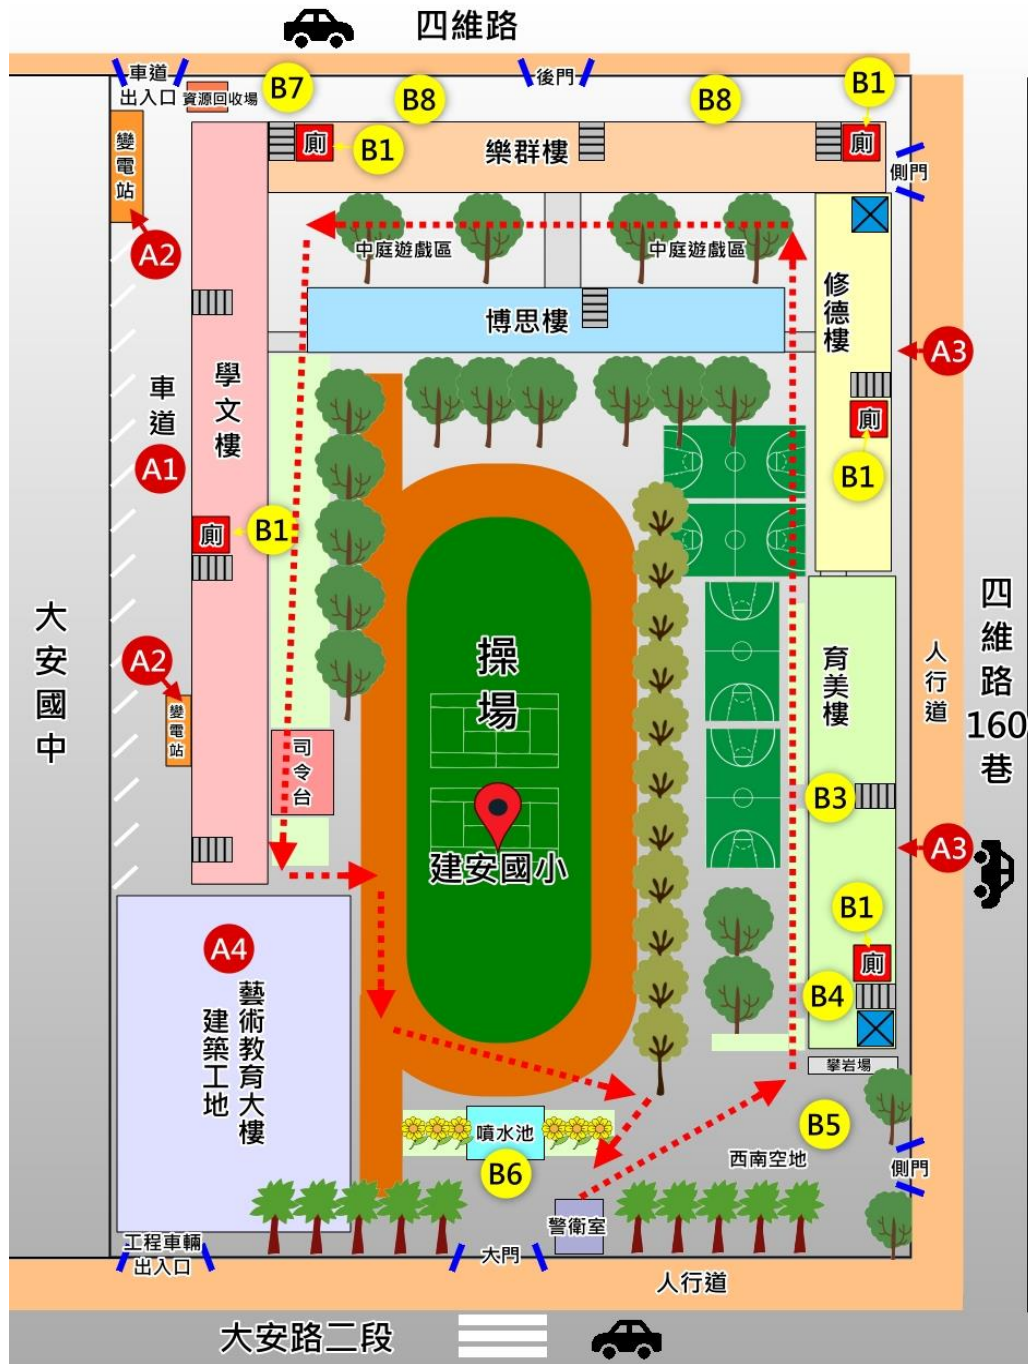 四維路
車道
出入口
資源回收場
B7
B8
後門
B8
B1
變電站
廁
B1
樂群樓
廁
側門
A2
中庭遊戲區
中庭遊戲區
修德樓
博思樓
A3
車道
學文樓
A1
廁
B1
廁
B1
大安國中
操場
四維路160巷
人行道
育美樓
A2
變電站
司令台
B3
建安國小
A3
B1
廁
A4
B4
藝術教育大樓
建築工地
攀岩場
噴水池
B5
B6
西南空地
側門
警衛室
工程車輛
出入口
大門
人行道
大安路二段